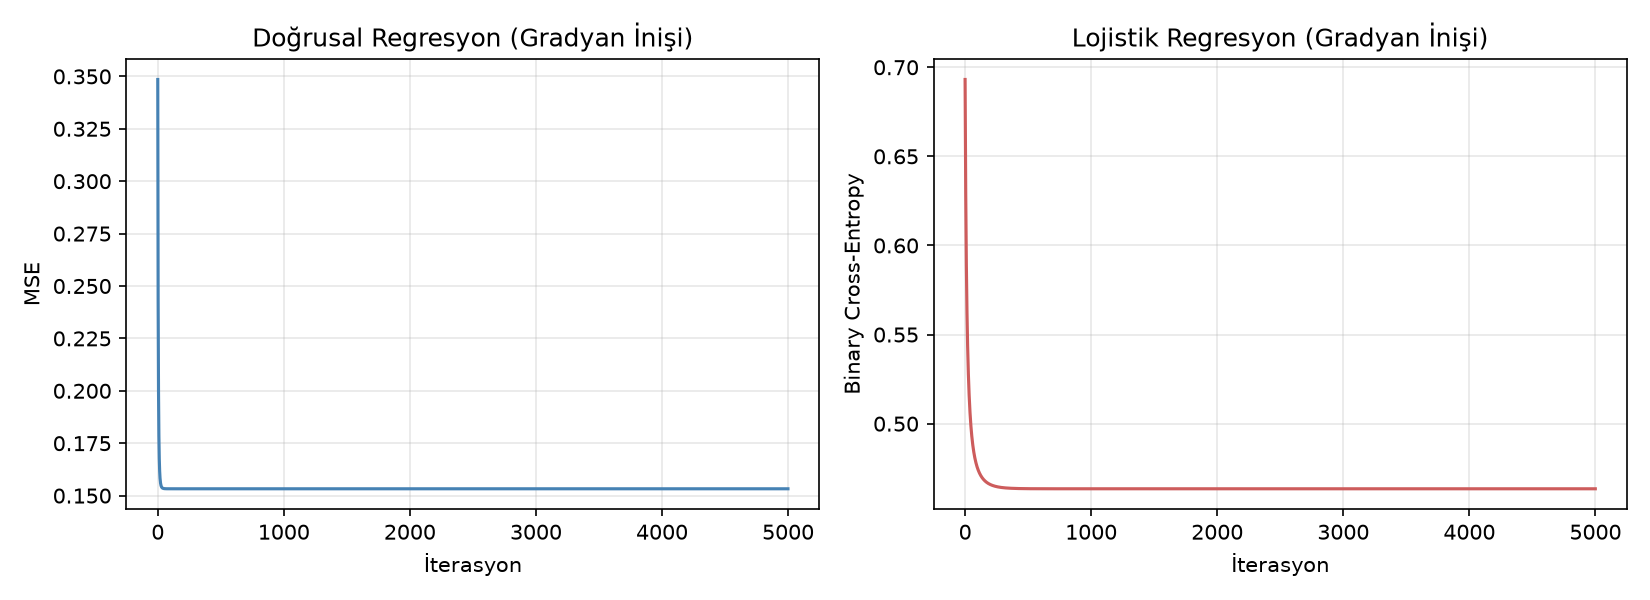 Doğrusal Regresyon (Gradyan İnişi)
MSE
0.350
0.325
0.300
0.275
0.250
0.225
0.200
0.175
0.150
0 1000 2000 3000 4000 5000
İterasyon
Lojistik Regresyon (Gradyan İnişi)
Binary Cross-Entropy
0.70
0.65
0.60
0.55
0.50
0 1000 2000 3000 4000 5000
İterasyon